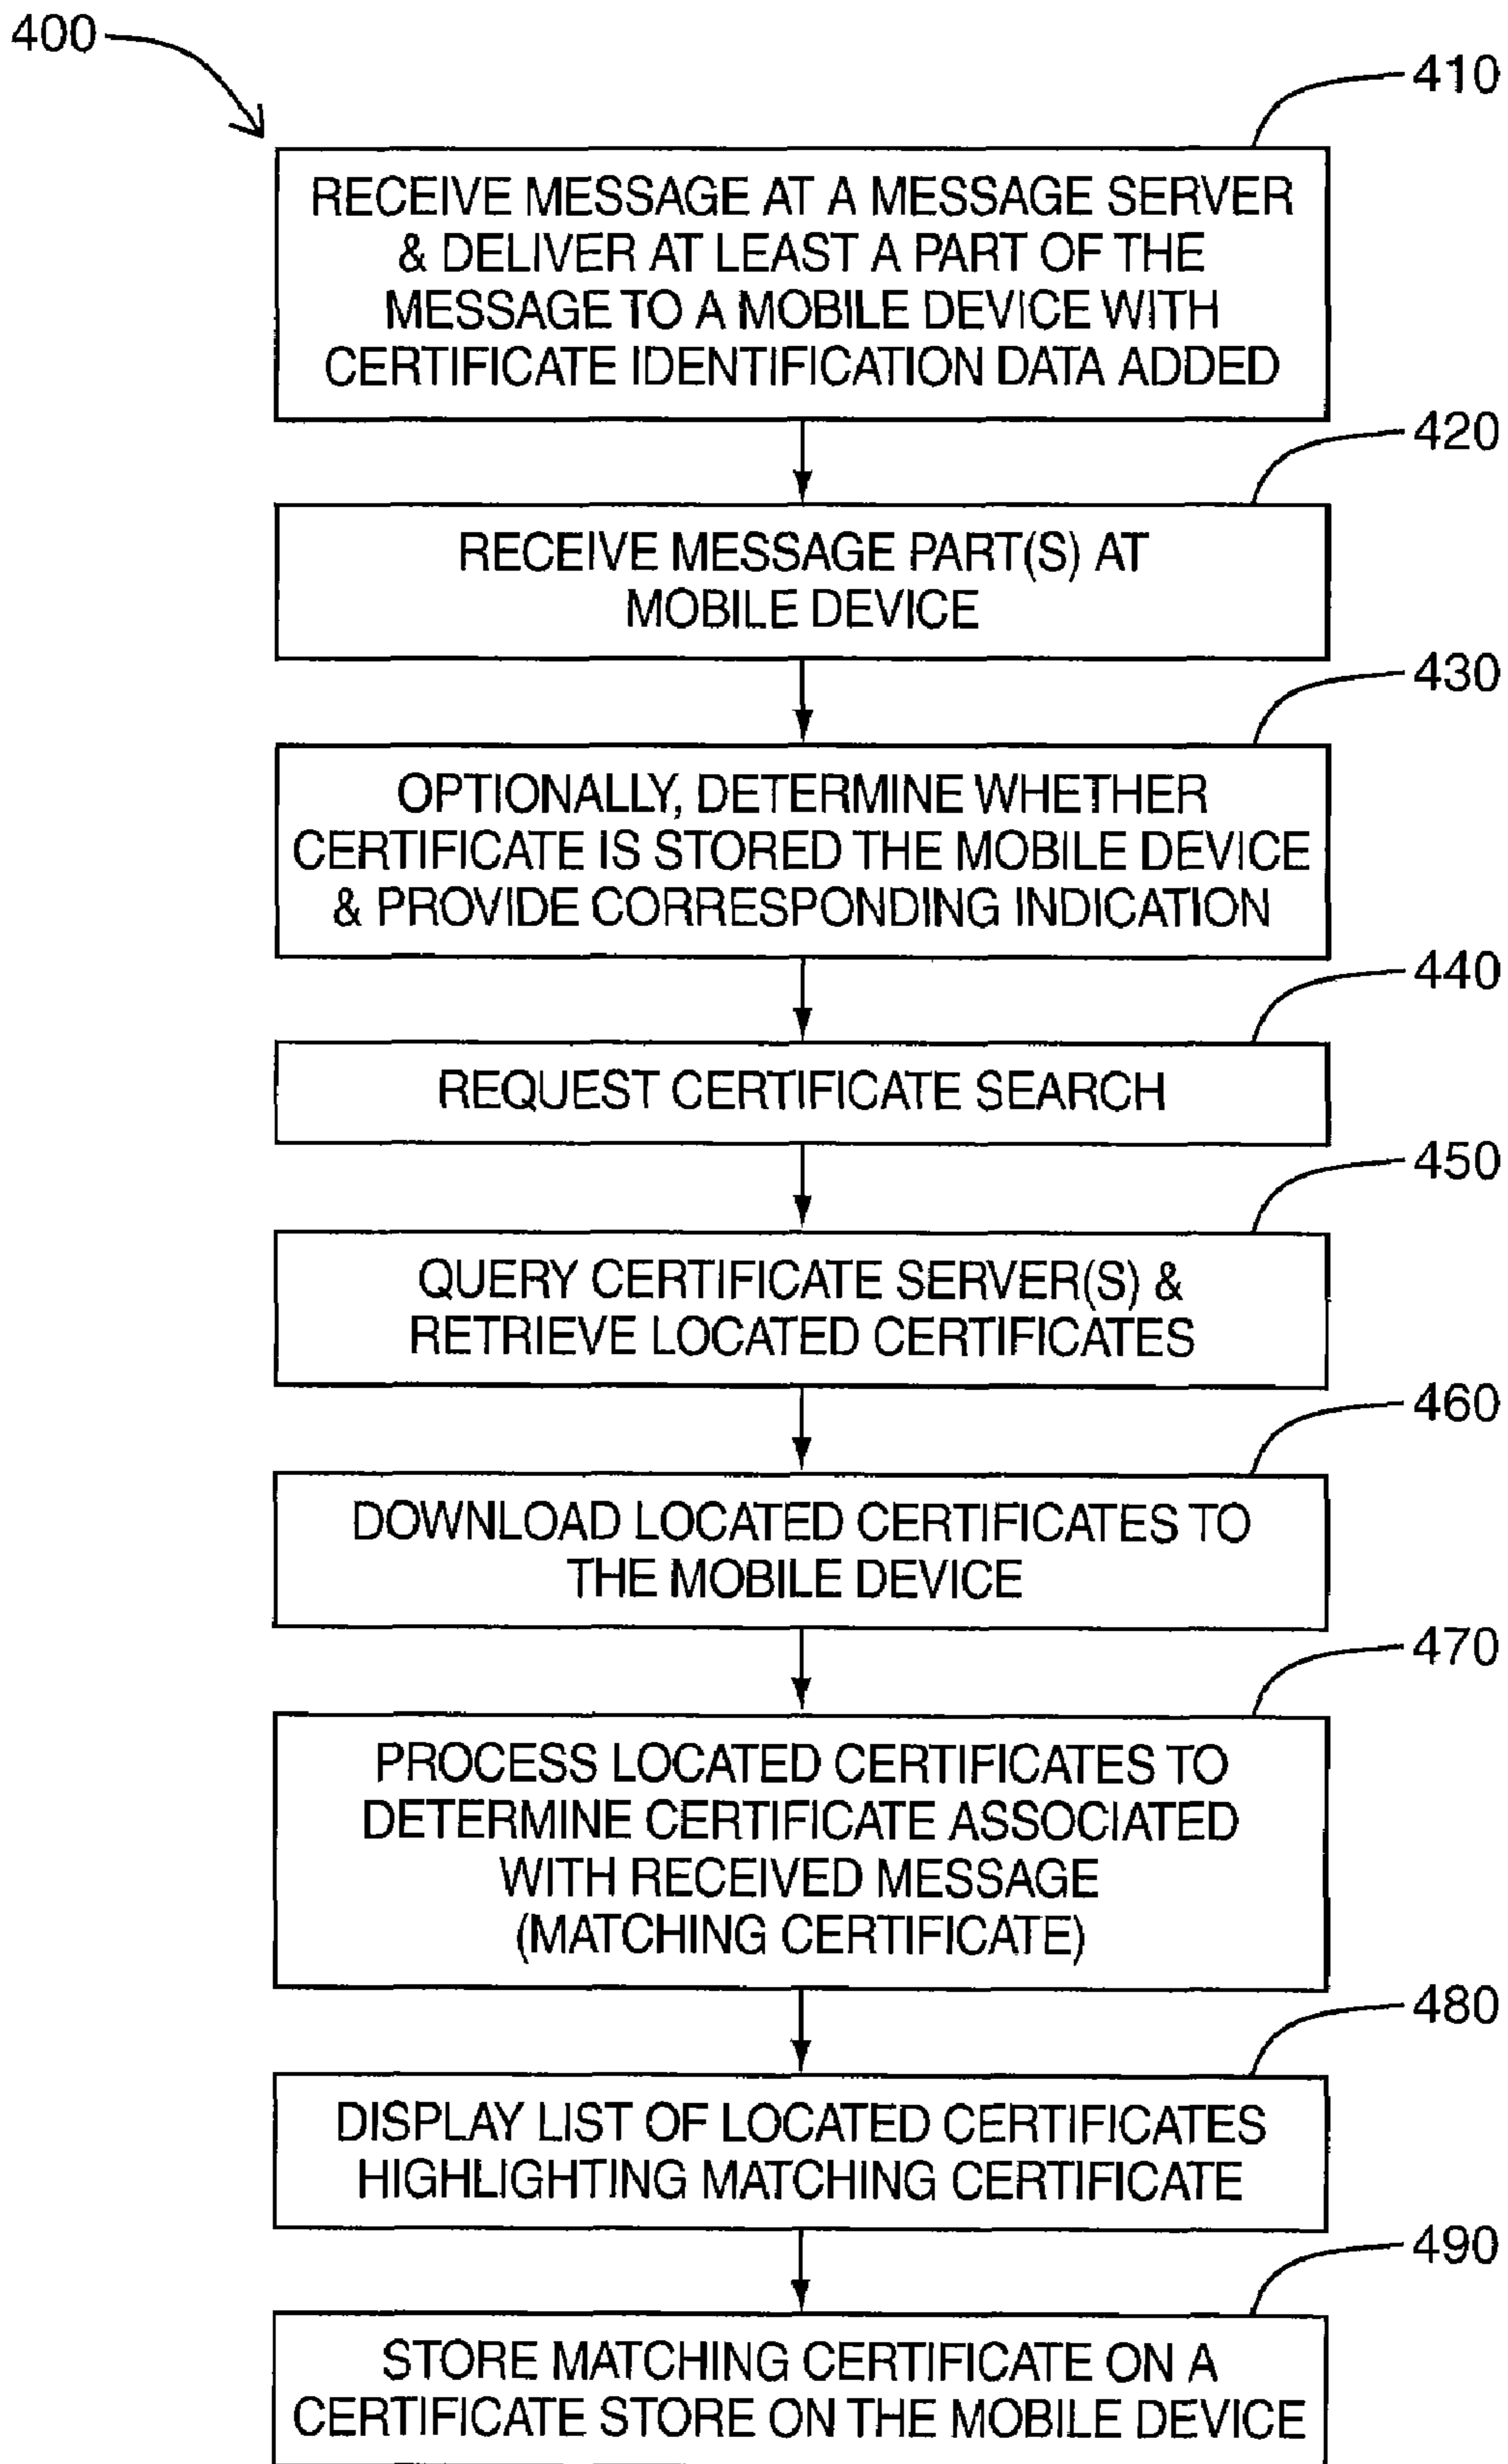 400
410
RECEIVE MESSAGE AT A MESSAGE SERVER
& DELIVER AT LEAST A PART OF THE
MESSAGE TO A MOBILE DEVICE WITH
CERTIFICATE IDENTIFICATION DATA ADDED
420
RECEIVE MESSAGE PART(S) AT
MOBILE DEVICE
430
OPTIONALLY, DETERMINE WHETHER
CERTIFICATE IS STORED THE MOBILE DEVICE
& PROVIDE CORRESPONDING INDICATION
440
REQUEST CERTIFICATE SEARCH
450
QUERY CERTIFICATE SERVER(S) &
RETRIEVE LOCATED CERTIFICATES
460
DOWNLOAD LOCATED CERTIFICATES TO
THE MOBILE DEVICE
470
PROCESS LOCATED CERTIFICATES TO
DETERMINE CERTIFICATE ASSOCIATED
WITH RECEIVED MESSAGE
(MATCHING CERTIFICATE)
480
DISPLAY LIST OF LOCATED CERTIFICATES
HIGHLIGHTING MATCHING CERTIFICATE
490
STORE MATCHING CERTIFICATE ON A
CERTIFICATE STORE ON THE MOBILE DEVICE